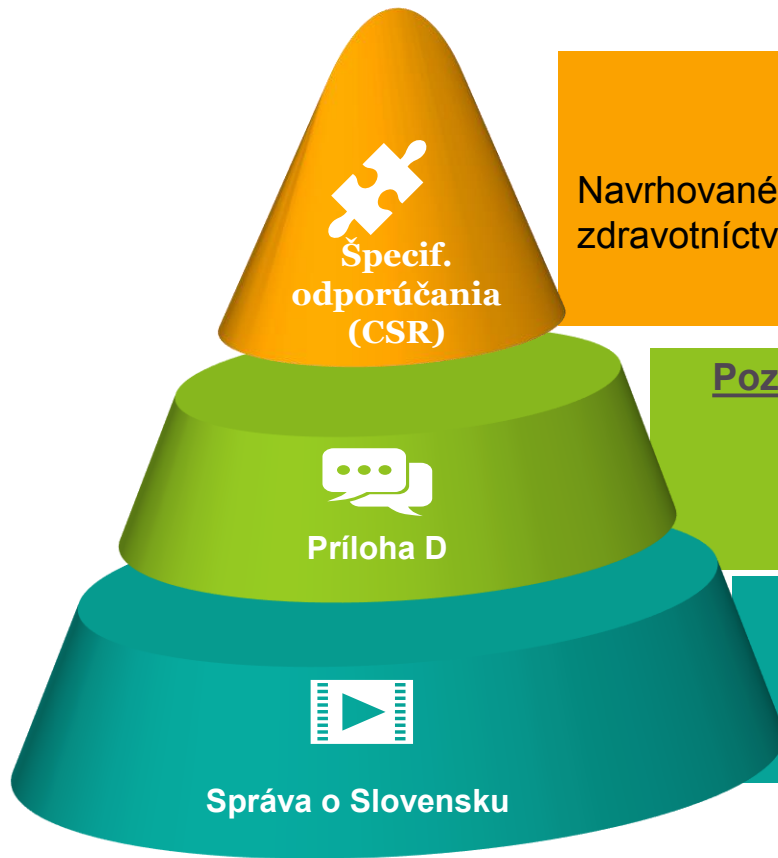 Špecif.
odporúčania
(CSR)
Navrhované
zdravotníctv
Poz
Príloha D
Správa o Slovensku